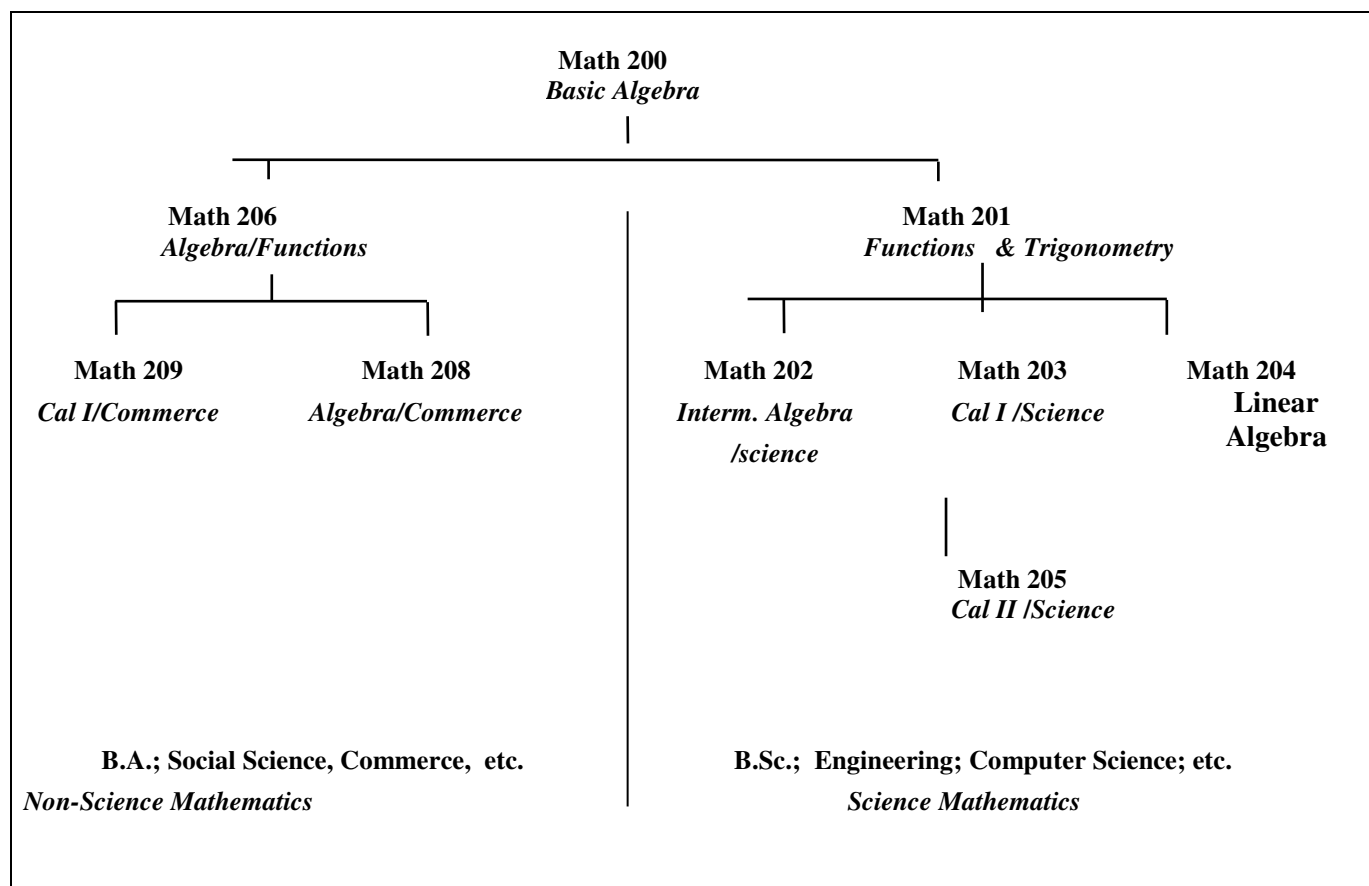 Math 200
Basic Algebra
Math 206
Algebra/Functions
Math 201
Functions & Trigonometry
Math 209
Cal I/Commerce
Math 208
Algebra/Commerce
Math 202
Interm. Algebra
/science
Math 203
Cal I /Science
Math 204
Linear
Algebra
Math 205
Cal II /Science
B.A.; Social Science, Commerce, etc.
Non-Science Mathematics
B.Sc.; Engineering; Computer Science; etc.
Science Mathematics